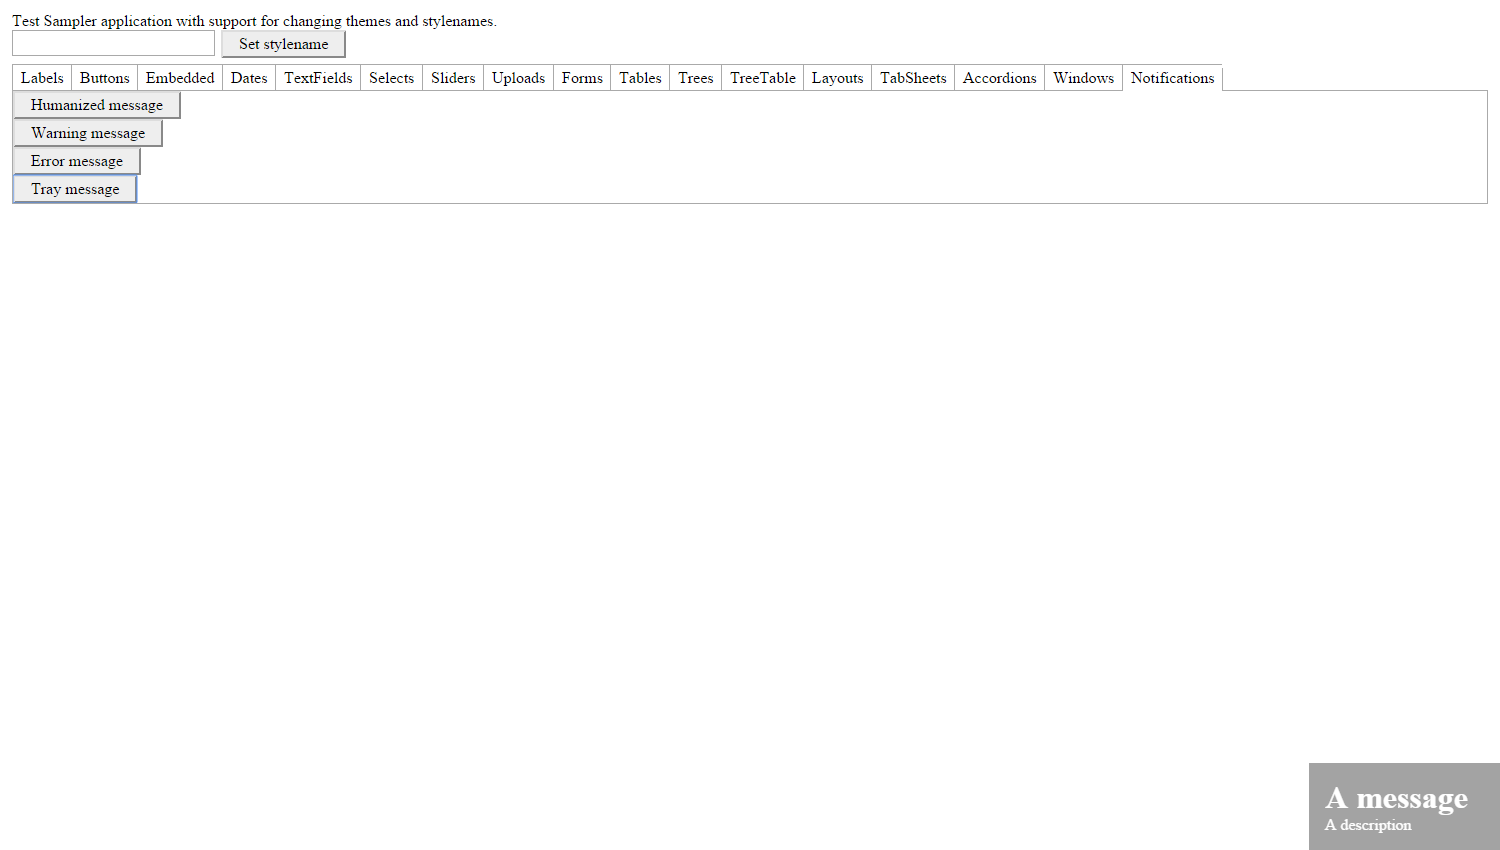 Test Sampler application with support for changing themes and stylenames.
Set stylename
Labels Buttons Embedded Dates TextFields Selects Sliders Uploads Forms Tables Trees TreeTable Layouts TabSheets Accordions Windows Notifications
Humanized message
Warning message
Error message
Tray message
A message
A description